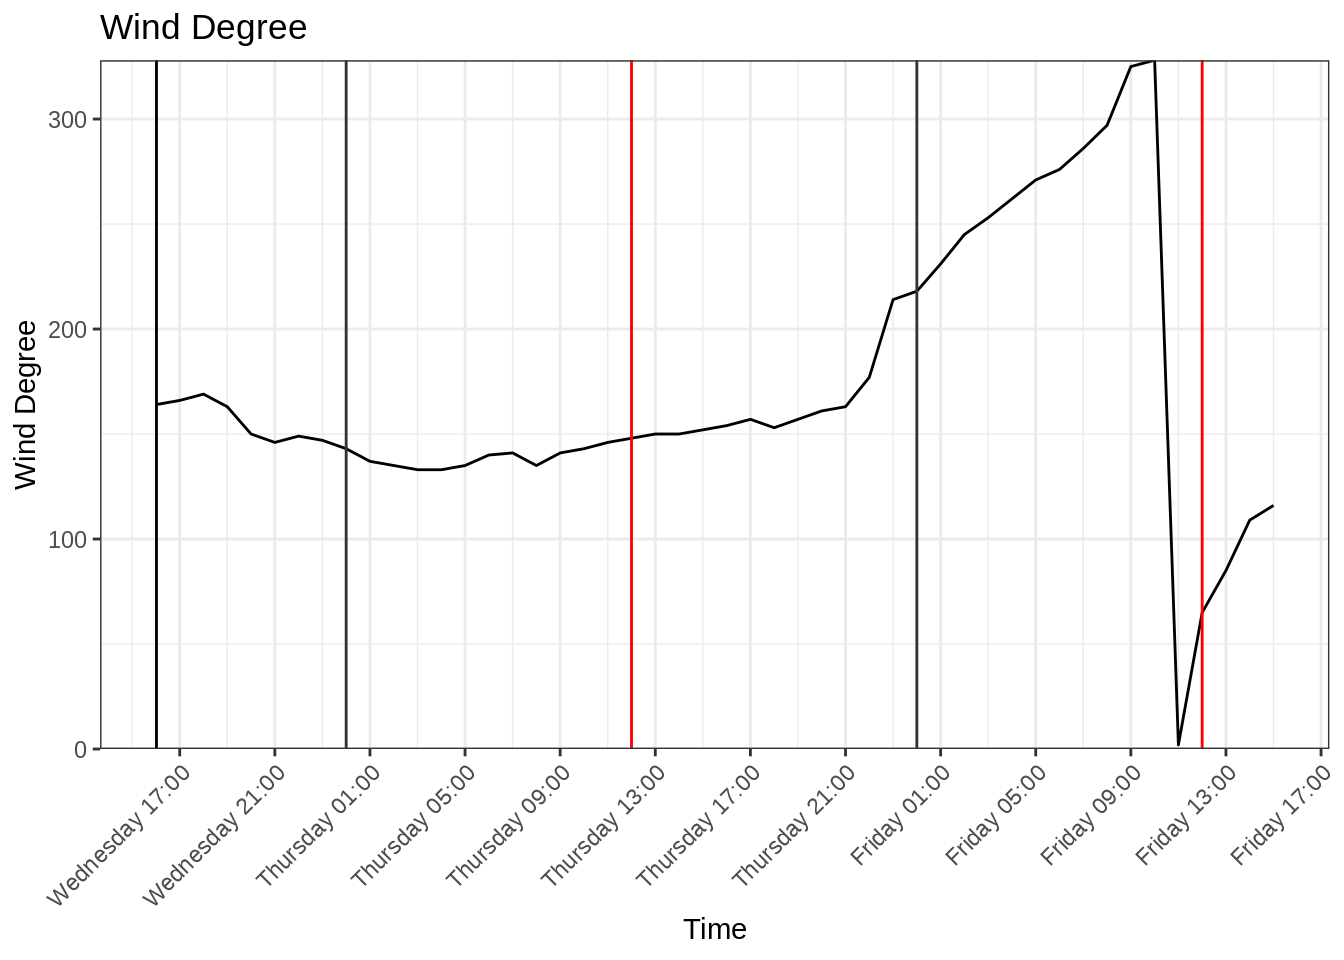 Wind Degree
Wind Degree
300
200
100
0
Wednesday 17:00
Wednesday 21:00
Thursday 01:00
Thursday 05:00
Thursday 09:00
Thursday 13:00
Thursday 17:00
Thursday 21:00
Friday 01:00
Friday 05:00
Friday 09:00
Friday 13:00
Friday 17:00
Time